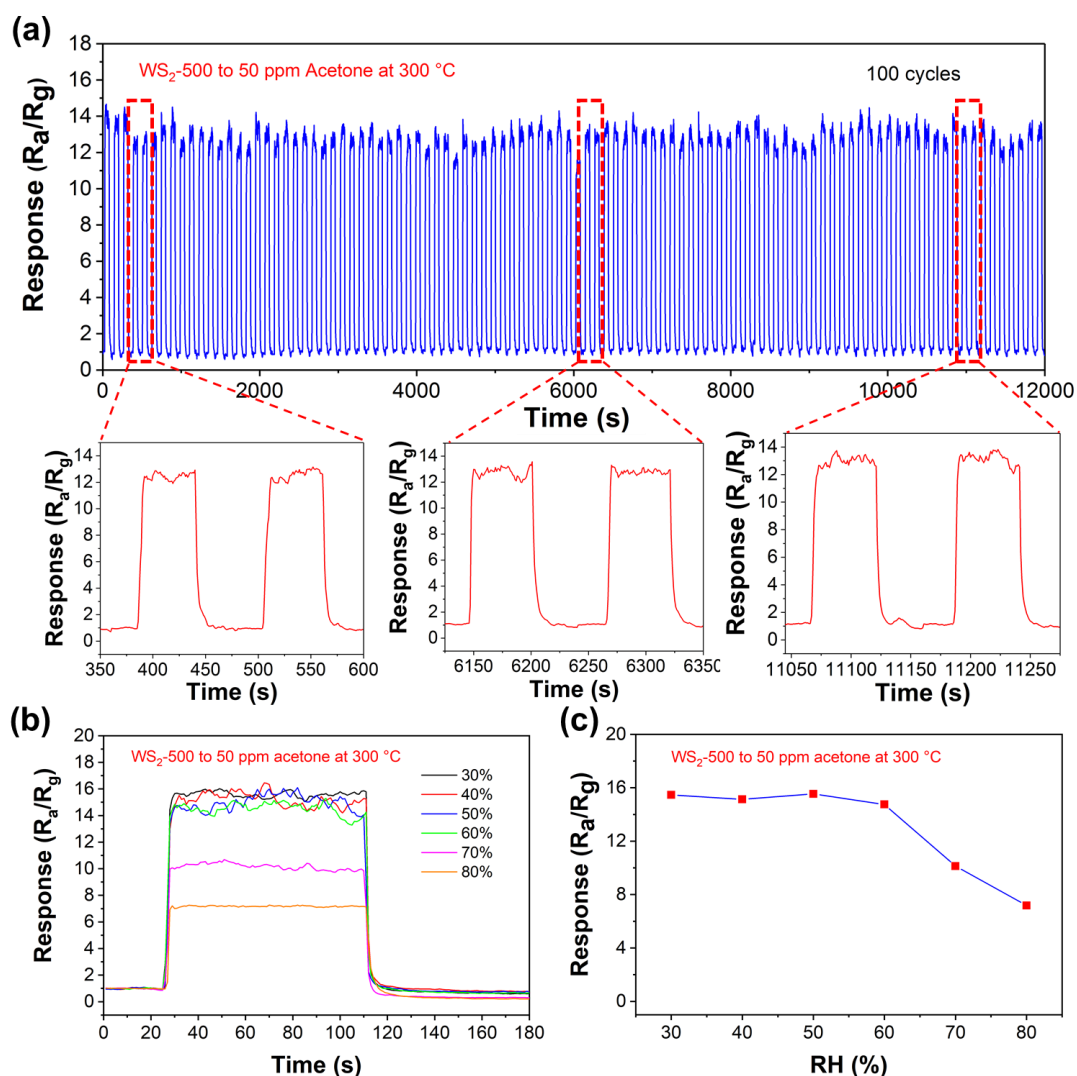 (a)
Response (Rₐ/R_g)
18
16
14
12
10
8
6
4
2
0
WS₂-500 to 50 ppm Acetone at 300 °C
100 cycles
0 2000 4000 6000 8000 10000 12000
Time (s)
Response (Rₐ/R_g)
14
12
10
8
6
4
2
0
350 400 450 500 550 600
Time (s)
Response (Rₐ/R_g)
14
12
10
8
6
4
2
0
6150 6200 6250 6300 6350
Time (s)
Response (Rₐ/R_g)
14
12
10
8
6
4
2
0
11050 11100 11150 11200 11250
Time (s)
(b)
Response (Rₐ/R_g)
20
18
16
14
12
10
8
6
4
2
0
WS₂-500 to 50 ppm acetone at 300 °C
30%
40%
50%
60%
70%
80%
0 20 40 60 80 100 120 140 160 180
Time (s)
(c)
Response (Rₐ/R_g)
20
16
12
8
4
0
WS₂-500 to 50 ppm acetone at 300 °C
30 40 50 60 70 80
RH (%)